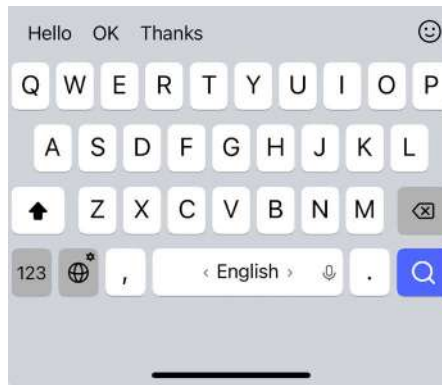 Hello OK Thanks
Q W E R T Y U I O P
A S D F G H J K L
Z X C V B N M
123 , ‹ English › .